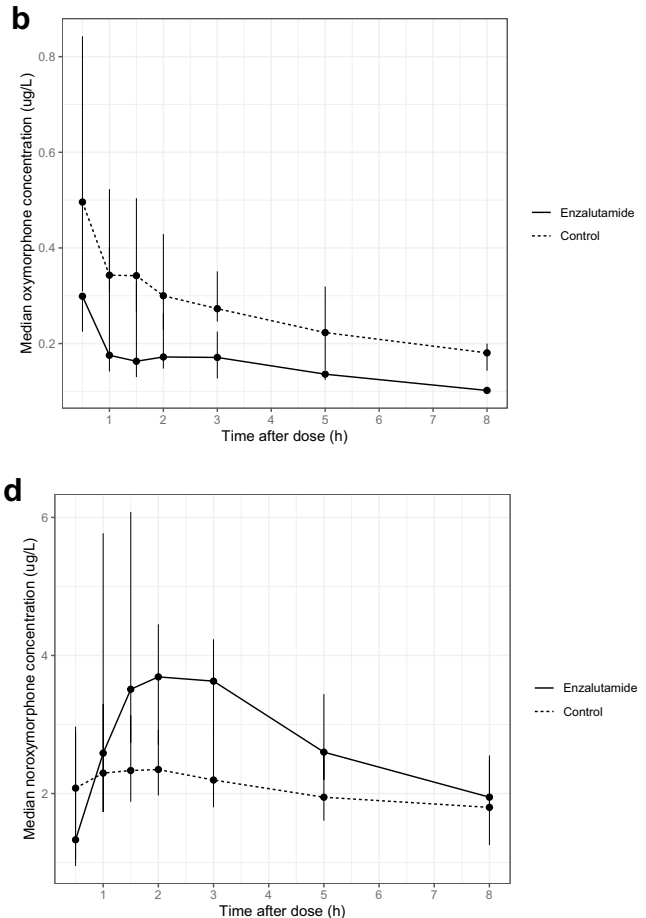 b
Median oxymorphone concentration (ug/L)
0.8
0.6
0.4
0.2
1 2 3 4 5 6 7 8
Time after dose (h)
Enzalutamide
Control
d
Median noroxymorphone concentration (ug/L)
6
4
2
1 2 3 4 5 6 7 8
Time after dose (h)
Enzalutamide
Control